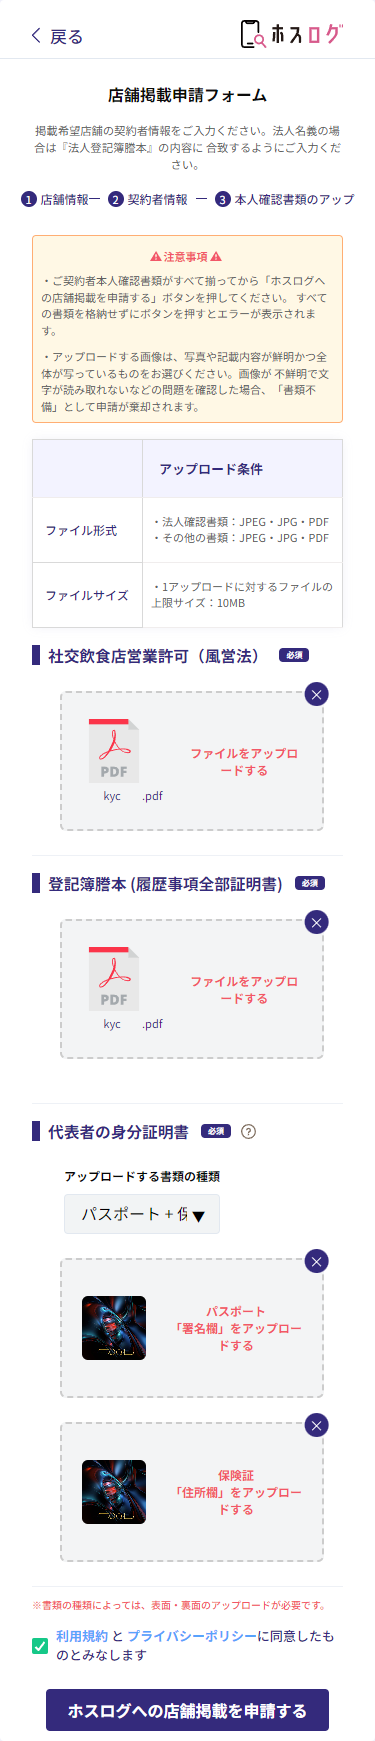 戻る
ホスログ
店舗掲載申請フォーム
掲載希望店舗の契約者情報をご入力ください。法人名義の場
合は『法人登記簿謄本』の内容に 合致するようにご入力くだ
さい。
1 店舗情報ー 2 契約者情報 ー 3 本人確認書類のアップ
注意事項
・ご契約者本人確認書類がすべて揃ってから「ホスログへ
の店舗掲載を申請する」ボタンを押してください。 すべて
の書類を格納せずにボタンを押すとエラーが表示されま
す。
・アップロードする画像は、写真や記載内容が鮮明かつ全
体が写っているものをお選びください。画像が 不鮮明で文
字が読み取れないなどの問題を確認した場合、「書類不
備」として申請が棄却されます。
アップロード条件
ファイル形式
・法人確認書類：JPEG・JPG・PDF
・その他の書類：JPEG・JPG・PDF
ファイルサイズ
・1アップロードに対するファイルの
上限サイズ：10MB
社交飲食店営業許可（風営法） 必須
PDF
kyc .pdf
ファイルをアップロ
ードする
登記簿謄本 (履歴事項全部証明書) 必須
PDF
kyc .pdf
ファイルをアップロ
ードする
代表者の身分証明書 必須 ?
アップロードする書類の種類
パスポート + 保 ▼
パスポート
「署名欄」をアップロー
ドする
保険証
「住所欄」をアップロー
ドする
※書類の種類によっては、表面・裏面のアップロードが必要です。
利用規約 と プライバシーポリシーに同意したも
のとみなします
ホスログへの店舗掲載を申請する